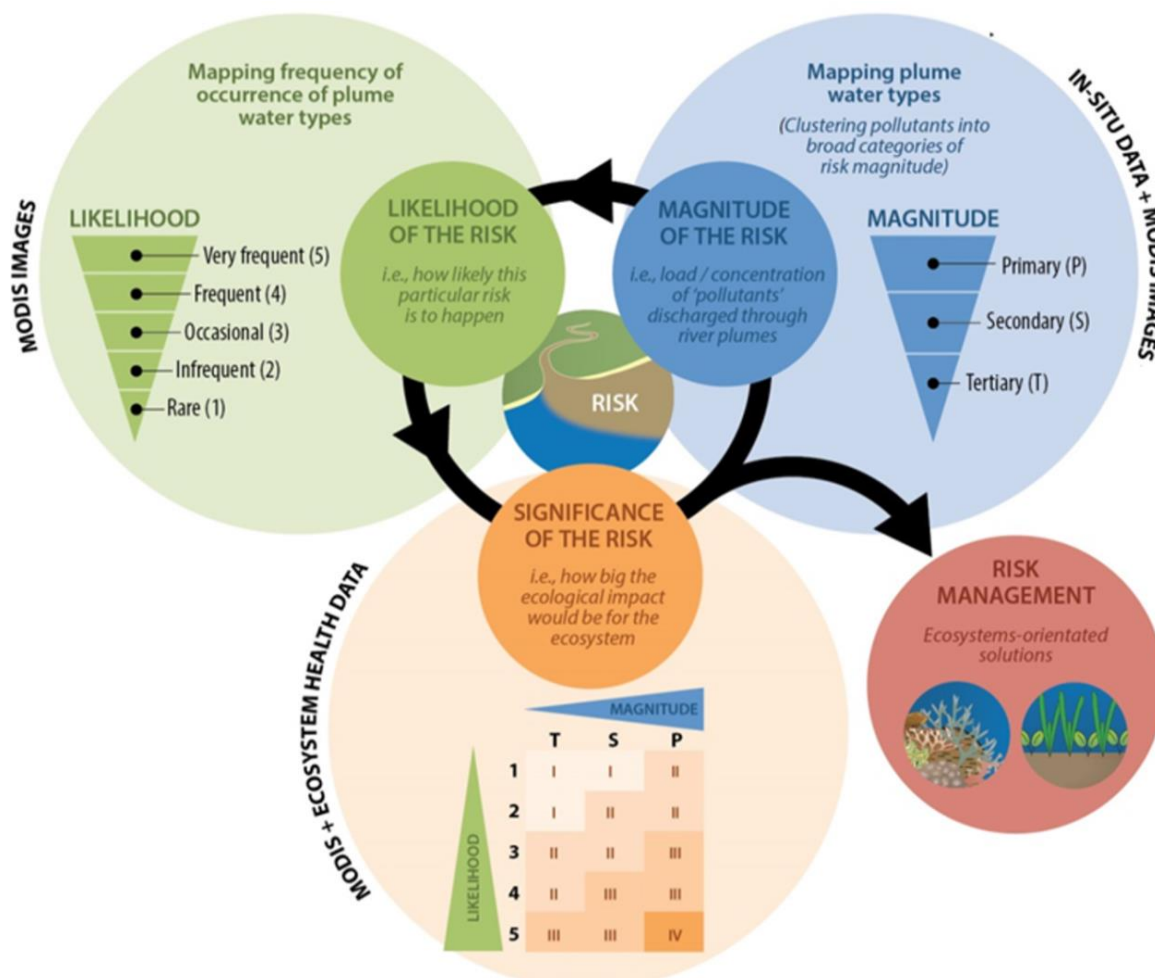 Mapping frequency of
occurrence of plume
water types
LIKELIHOOD
Very frequent (5)
Frequent (4)
Occasional (3)
Infrequent (2)
Rare (1)
MODIS IMAGES
LIKELIHOOD
OF THE RISK
i.e., how likely this
particular risk
is to happen
Mapping plume
water types
(Clustering pollutants into
broad categories of
risk magnitude)
MAGNITUDE
OF THE RISK
i.e., load / concentration
of ‘pollutants’
discharged through
river plumes
MAGNITUDE
Primary (P)
Secondary (S)
Tertiary (T)
IN-SITU DATA + MODIS IMAGES
RISK
SIGNIFICANCE
OF THE RISK
i.e., how big the
ecological impact
would be for the
ecosystem
MODIS + ECOSYSTEM HEALTH DATA
MAGNITUDE
T S P
LIKELIHOOD
1 I I II
2 I II II
3 II II III
4 II III III
5 III III IV
RISK
MANAGEMENT
Ecosystems-orientated
solutions